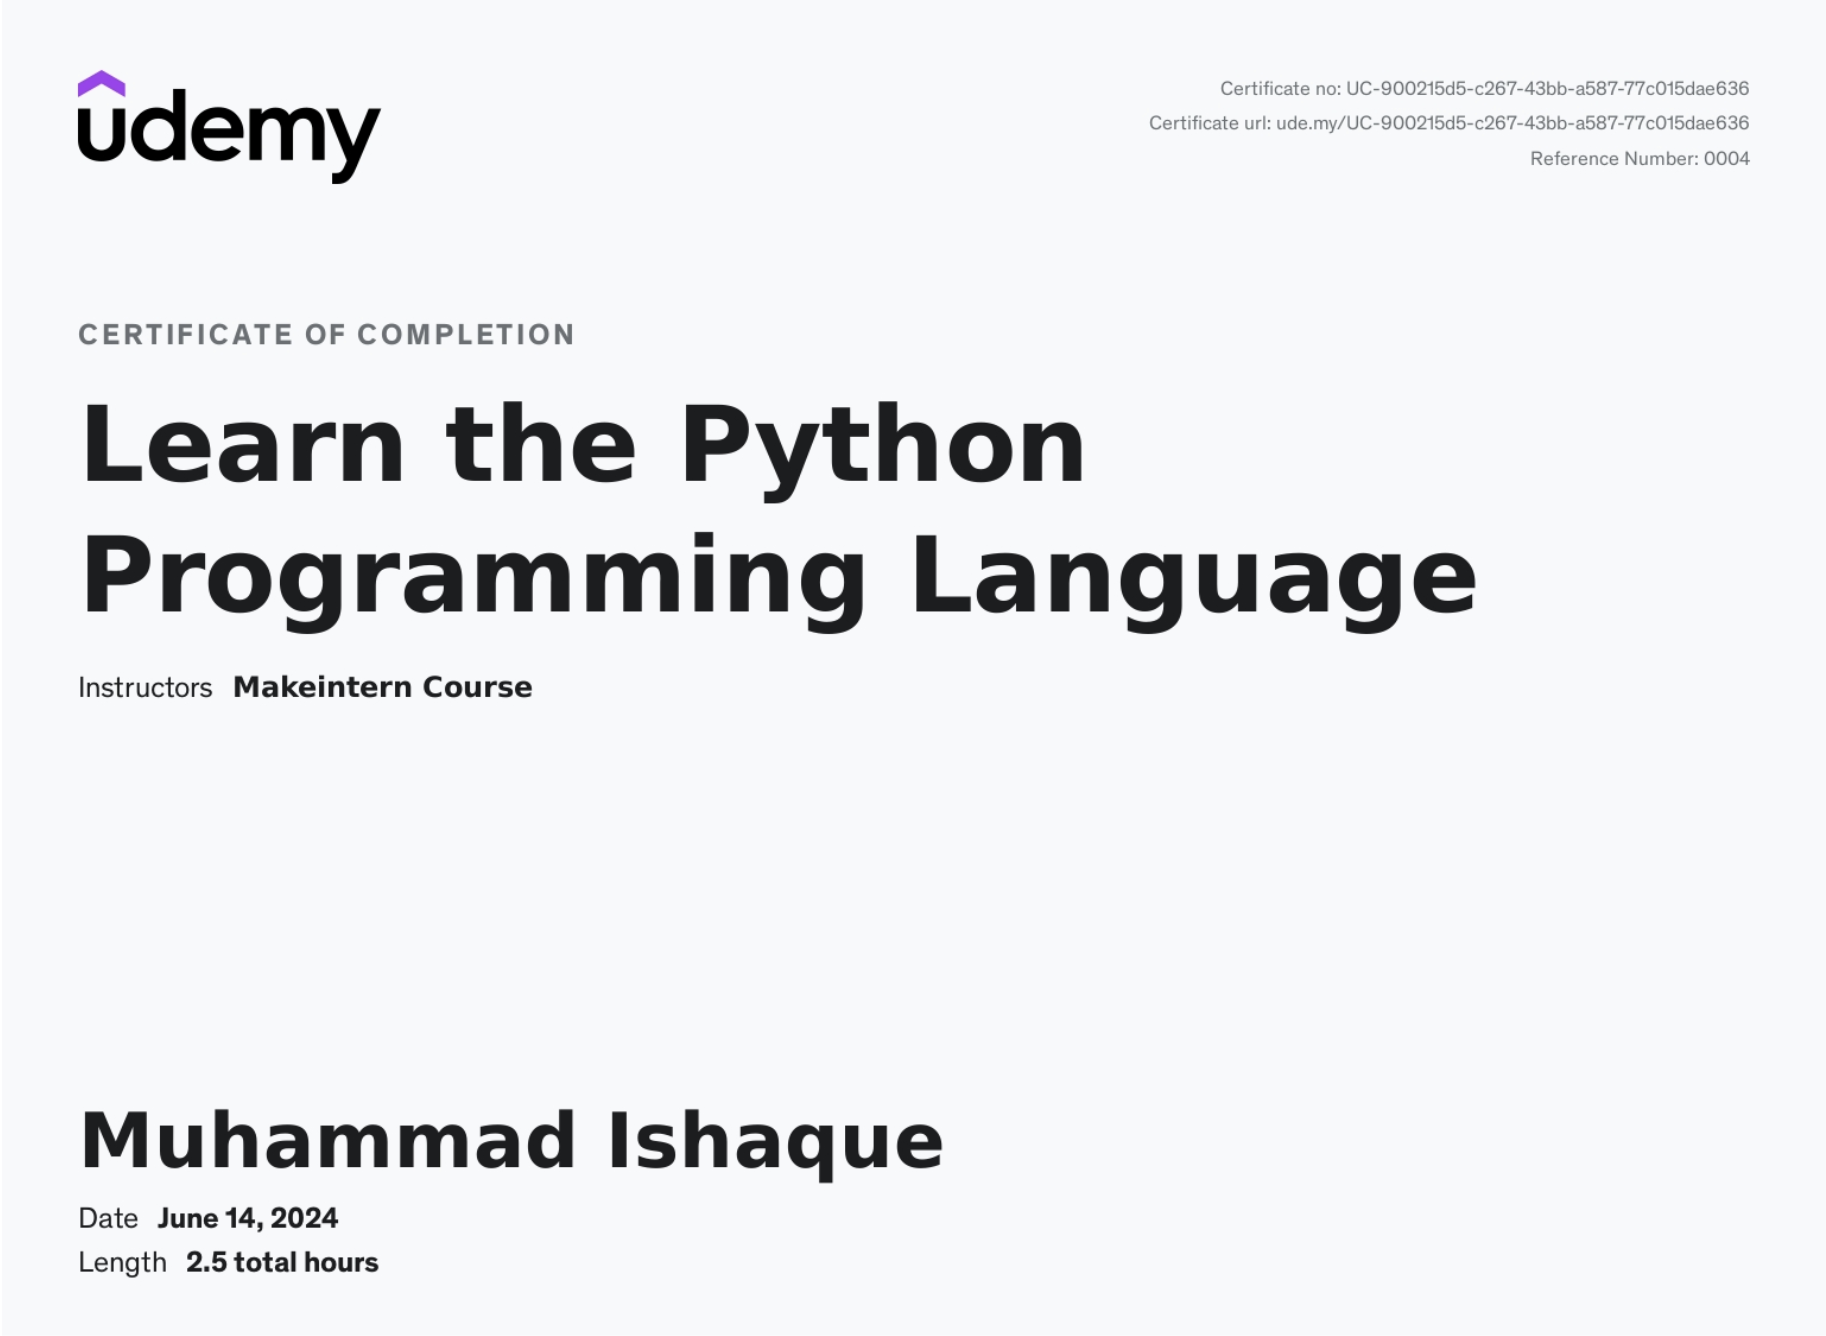 udemy
Certificate no: UC-900215d5-c267-43bb-a587-77c015dae636
Certificate url: ude.my/UC-900215d5-c267-43bb-a587-77c015dae636
Reference Number: 0004
CERTIFICATE OF COMPLETION
Learn the Python
Programming Language
Instructors Makeintern Course
Muhammad Ishaque
Date June 14, 2024
Length 2.5 total hours